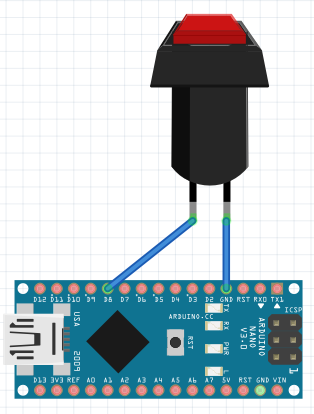 D12 D11 D10 D9 D8 D7 D6 D5 D4 D3 D2 GND RST RX0 TX1
USA
2009
ARDUINO.CC
RST
TX
RX
PWR
L
ARDUINO
NANO
V3.0
ICSP
1
D13 3V3 REF A0 A1 A2 A3 A4 A5 A6 A7 5V RST GND VIN